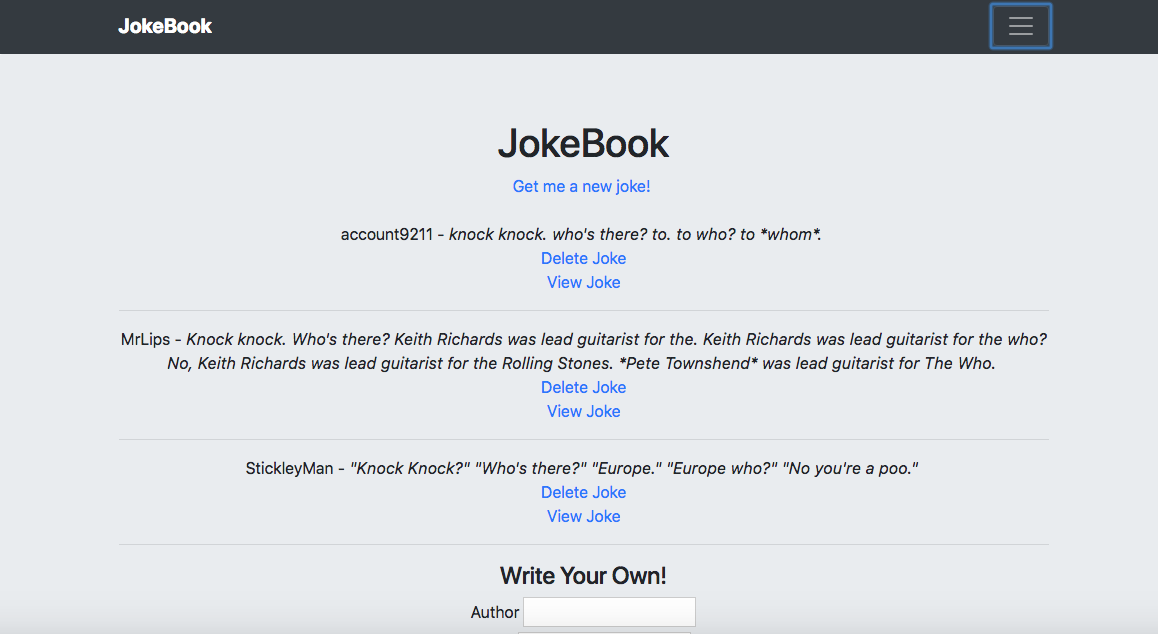 JokeBook
JokeBook
Get me a new joke!
account9211 - knock knock. who's there? to. to who? to *whom*.
Delete Joke
View Joke
MrLips - Knock knock. Who's there? Keith Richards was lead guitarist for the. Keith Richards was lead guitarist for the who?
No, Keith Richards was lead guitarist for the Rolling Stones. *Pete Townshend* was lead guitarist for The Who.
Delete Joke
View Joke
StickleyMan - "Knock Knock?" "Who's there?" "Europe." "Europe who?" "No you're a poo."
Delete Joke
View Joke
Write Your Own!
Author